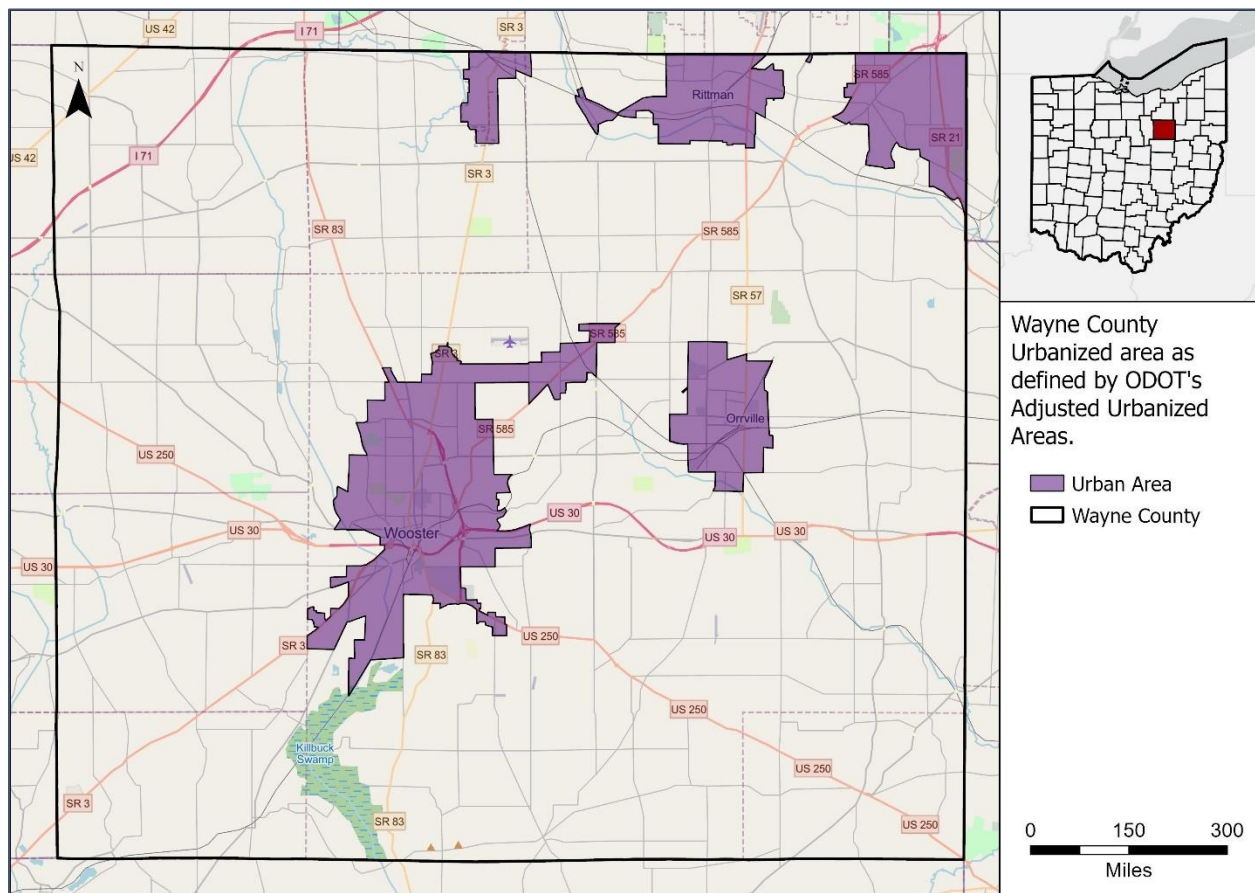 US 42
I 71
SR 3
SR 585
Rittman
N
US 42
I 71
SR 21
SR 3
SR 83
SR 585
SR 57
SR 585
SR 3
Orrville
SR 585
US 250
US 30
US 30
Wooster
US 30
US 30
US 30
US 250
SR 3
SR 83
US 250
Killbuck
Swamp
US 250
SR 3
SR 83
US 250
Wayne County
Urbanized area as
defined by ODOT's
Adjusted Urbanized
Areas.
Urban Area
Wayne County
0 150 300
Miles